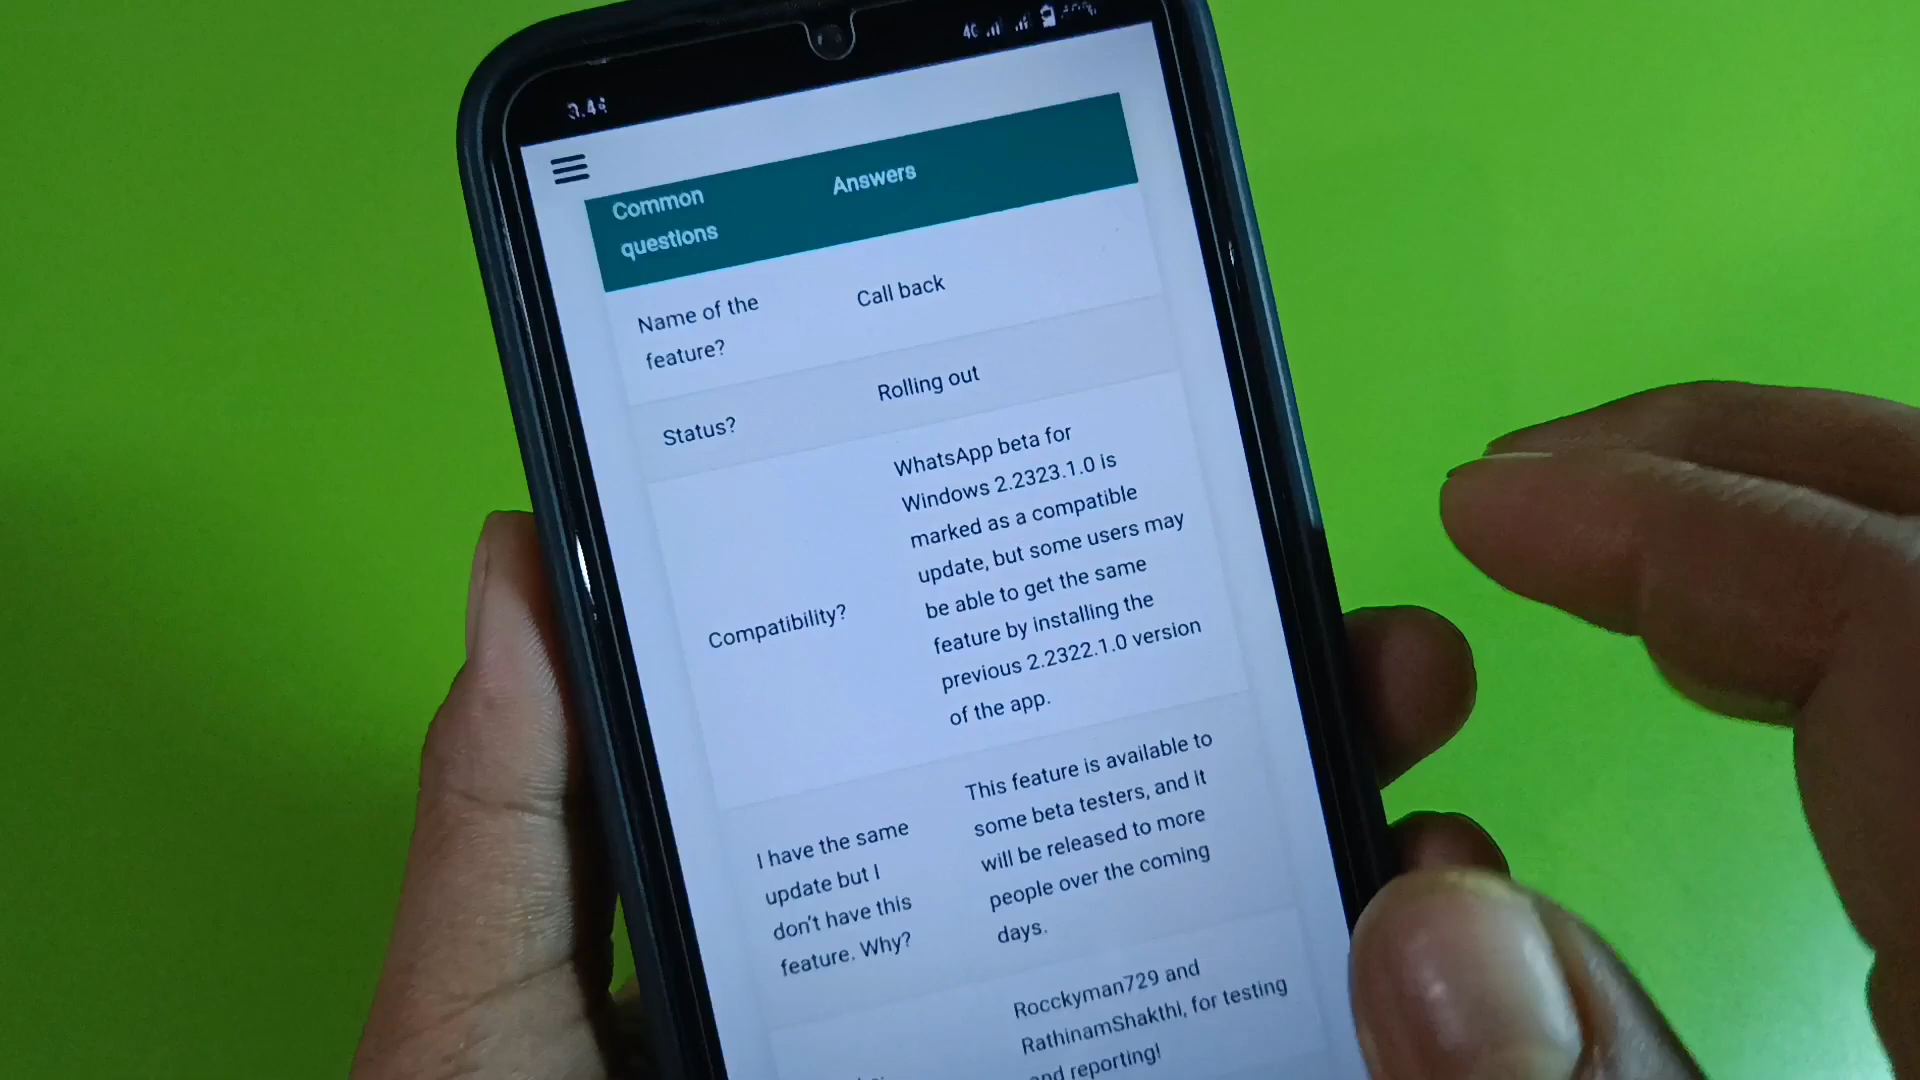 4G
Common
questions
Answers
Name of the
feature?
Call back
Status?
Rolling out
Compatibility?
WhatsApp beta for
Windows 2.2323.1.0 is
marked as a compatible
update, but some users may
be able to get the same
feature by installing the
previous 2.2322.1.0 version
of the app.
I have the same
update but I
don't have this
feature. Why?
This feature is available to
some beta testers, and it
will be released to more
people over the coming
days.
Rocckyman729 and
RathinamShakthi, for testing
and reporting!